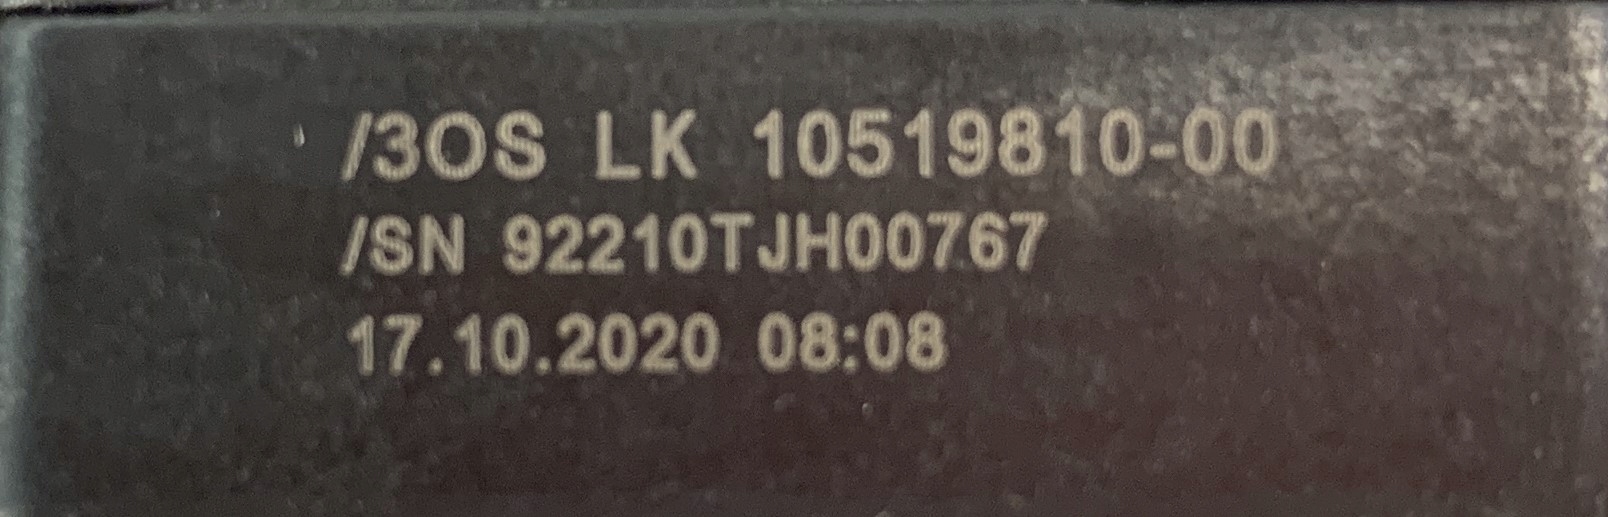 /3OS LK 10519810-00
/SN 92210TJH00767
17.10.2020 08:08